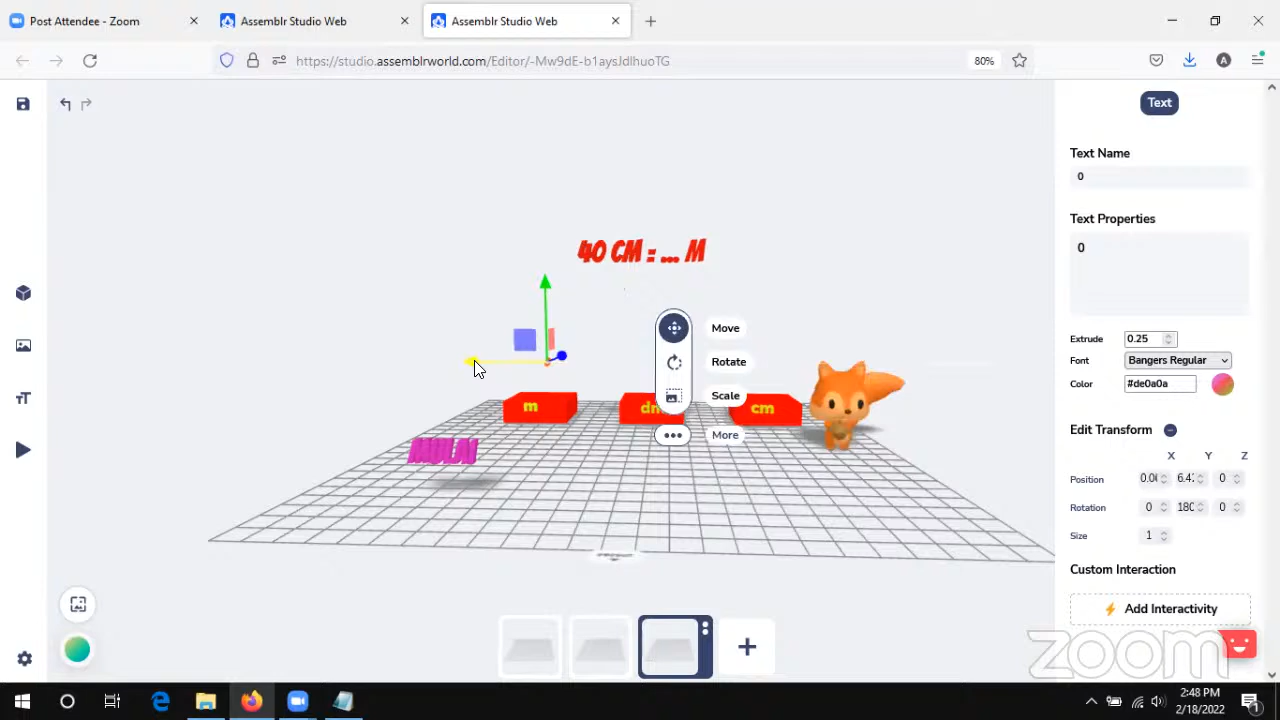 Post Attendee - Zoom
Assemblr Studio Web
Assemblr Studio Web
https://studio.assemblrworld.com/Editor/-Mw9dE-b1aysJdlhuoTG
80%
A
Text
Text Name
0
Text Properties
0
40 CM = ... M
Move
Rotate
Scale
More
m
cm
Extrude 0.25
Font Bangers Regular
Color #de0a0a
Edit Transform
X Y Z
Position 0
Rotation 0 180 0
Size 1
Custom Interaction
Add Interactivity
zoom
2:48 PM
2/18/2022